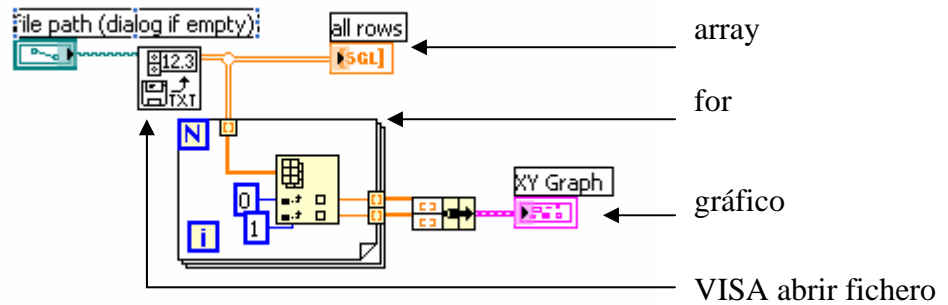 file path (dialog if empty)
all rows
array
12.3
[SGL]
TXT
for
N
0
1
i
XY Graph
gráfico
VISA abrir fichero